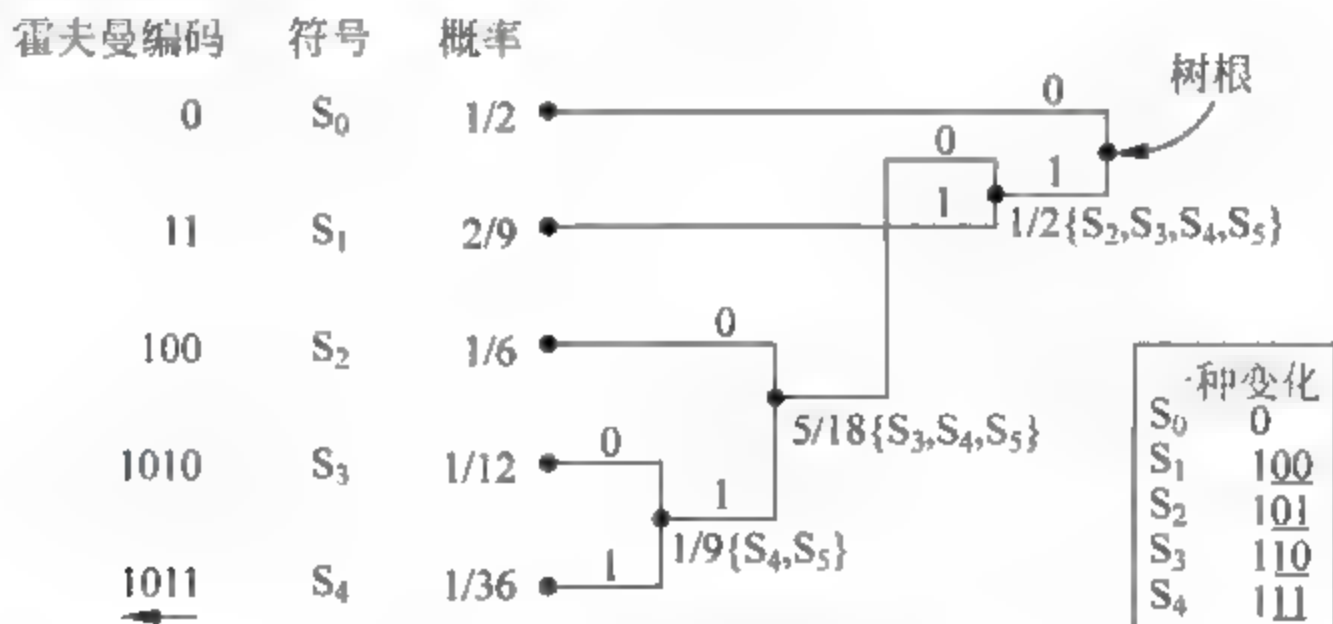 霍夫曼编码 符号 概率
树根
0 S₀ 1/2 0
0
1
11 S₁ 2/9 1
1/2{S₂,S₃,S₄,S₅}
100 S₂ 1/6 0
5/18{S₃,S₄,S₅}
1010 S₃ 1/12 0
1
1/9{S₄,S₅}
1011 S₄ 1/36 1
种变化
S₀ 0
S₁ 100
S₂ 101
S₃ 110
S₄ 111